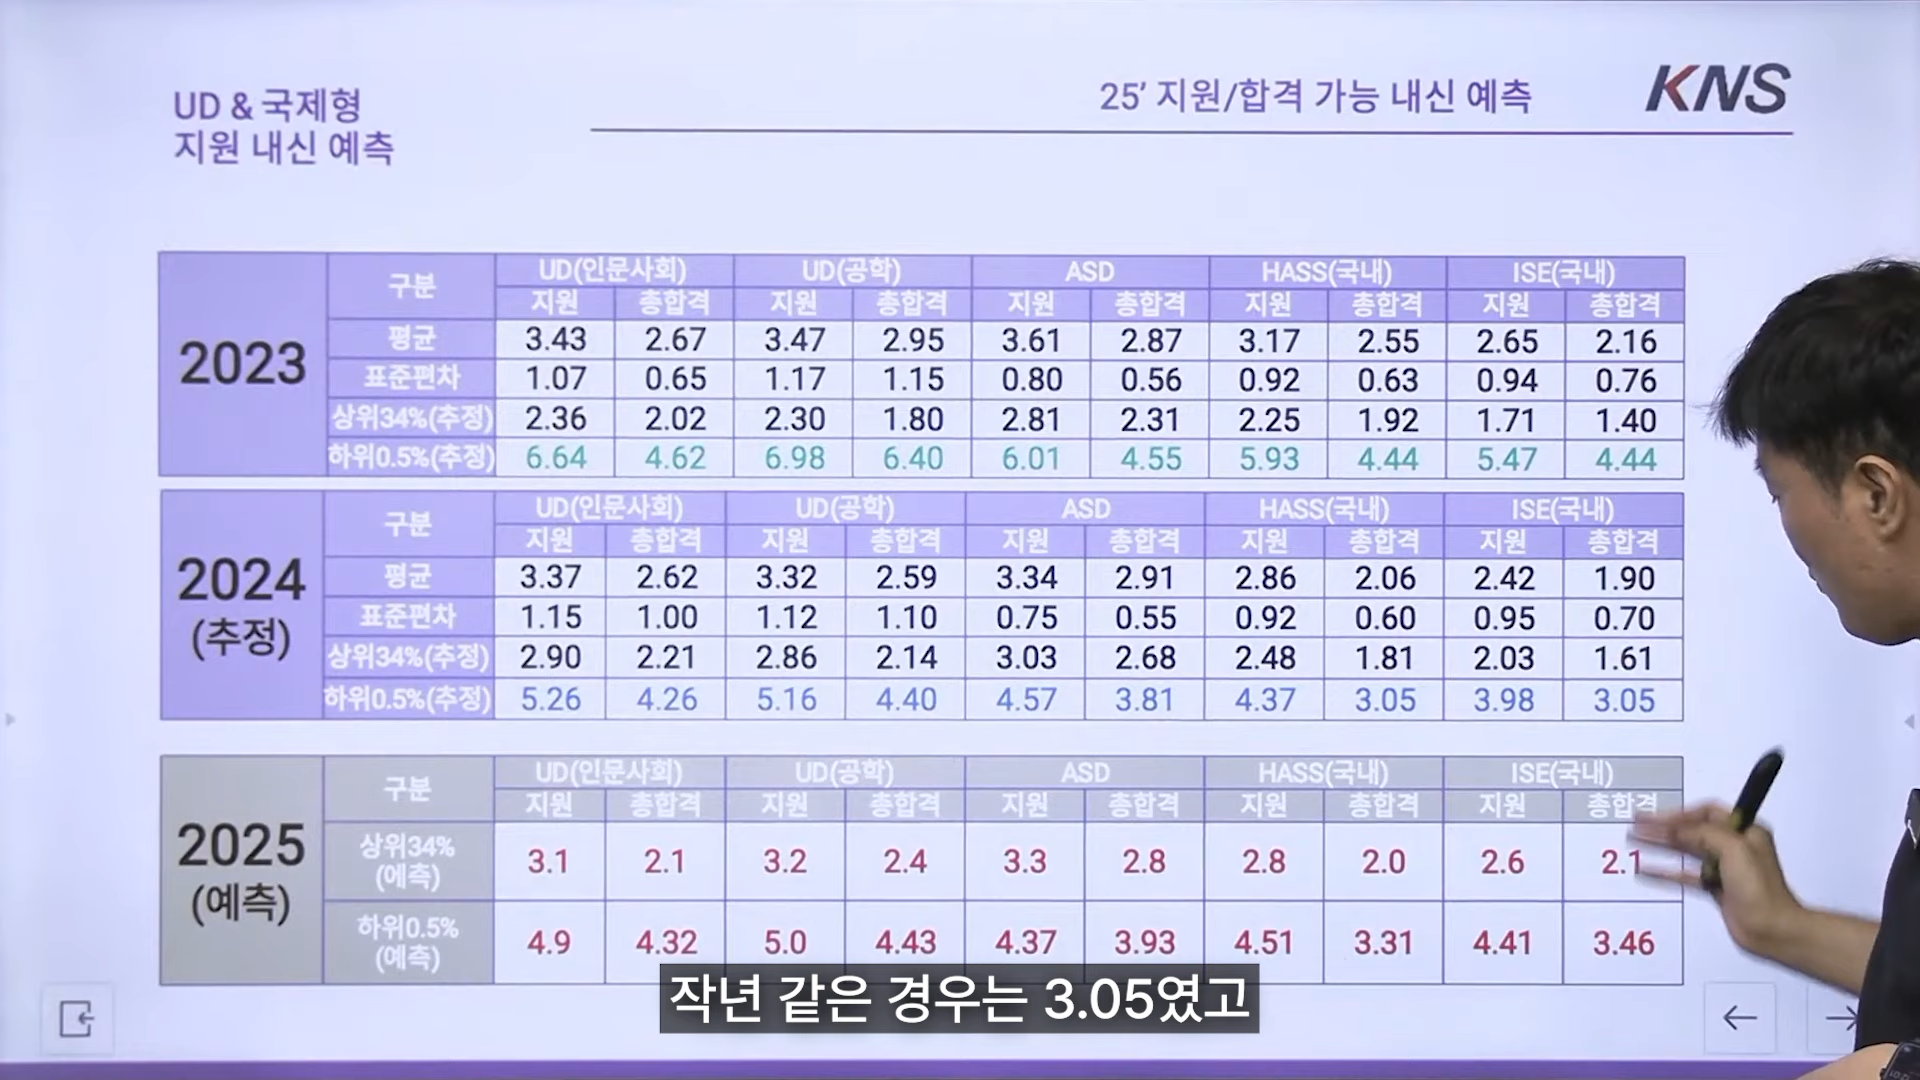 UD & 국제형
지원 내신 예측
25’ 지원/합격 가능 내신 예측
KNS
2023
구분 UD(인문사회) UD(공학) ASD HASS(국내) ISE(국내)
지원 총합격 지원 총합격 지원 총합격 지원 총합격 지원 총합격
평균 3.43 2.67 3.47 2.95 3.61 2.87 3.17 2.55 2.65 2.16
표준편차 1.07 0.65 1.17 1.15 0.80 0.56 0.92 0.63 0.94 0.76
상위34%(추정) 2.36 2.02 2.30 1.80 2.81 2.31 2.25 1.92 1.71 1.40
하위0.5%(추정) 6.64 4.62 6.98 6.40 6.01 4.55 5.93 4.44 5.47 4.44
2024
(추정)
구분 UD(인문사회) UD(공학) ASD HASS(국내) ISE(국내)
지원 총합격 지원 총합격 지원 총합격 지원 총합격 지원 총합격
평균 3.37 2.62 3.32 2.59 3.34 2.91 2.86 2.06 2.42 1.90
표준편차 1.15 1.00 1.12 1.10 0.75 0.55 0.92 0.60 0.95 0.70
상위34%(추정) 2.90 2.21 2.86 2.14 3.03 2.68 2.48 1.81 2.03 1.61
하위0.5%(추정) 5.26 4.26 5.16 4.40 4.57 3.81 4.37 3.05 3.98 3.05
2025
(예측)
구분 UD(인문사회) UD(공학) ASD HASS(국내) ISE(국내)
지원 총합격 지원 총합격 지원 총합격 지원 총합격 지원 총합격
상위34%
(에측) 3.1 2.1 3.2 2.4 3.3 2.8 2.8 2.0 2.6 2.1
하위0.5%
(예측) 4.9 4.32 5.0 4.43 4.37 3.93 4.51 3.31 4.41 3.46
작년 같은 경우는 3.05였고